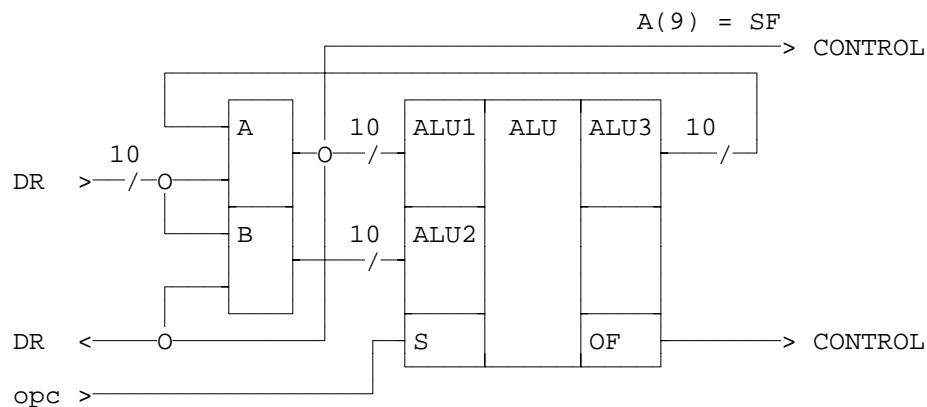 A(9) = SF
> CONTROL
A 10 ALU1 ALU ALU3 10
10
DR >
B 10 ALU2
DR < S OF > CONTROL
opc >